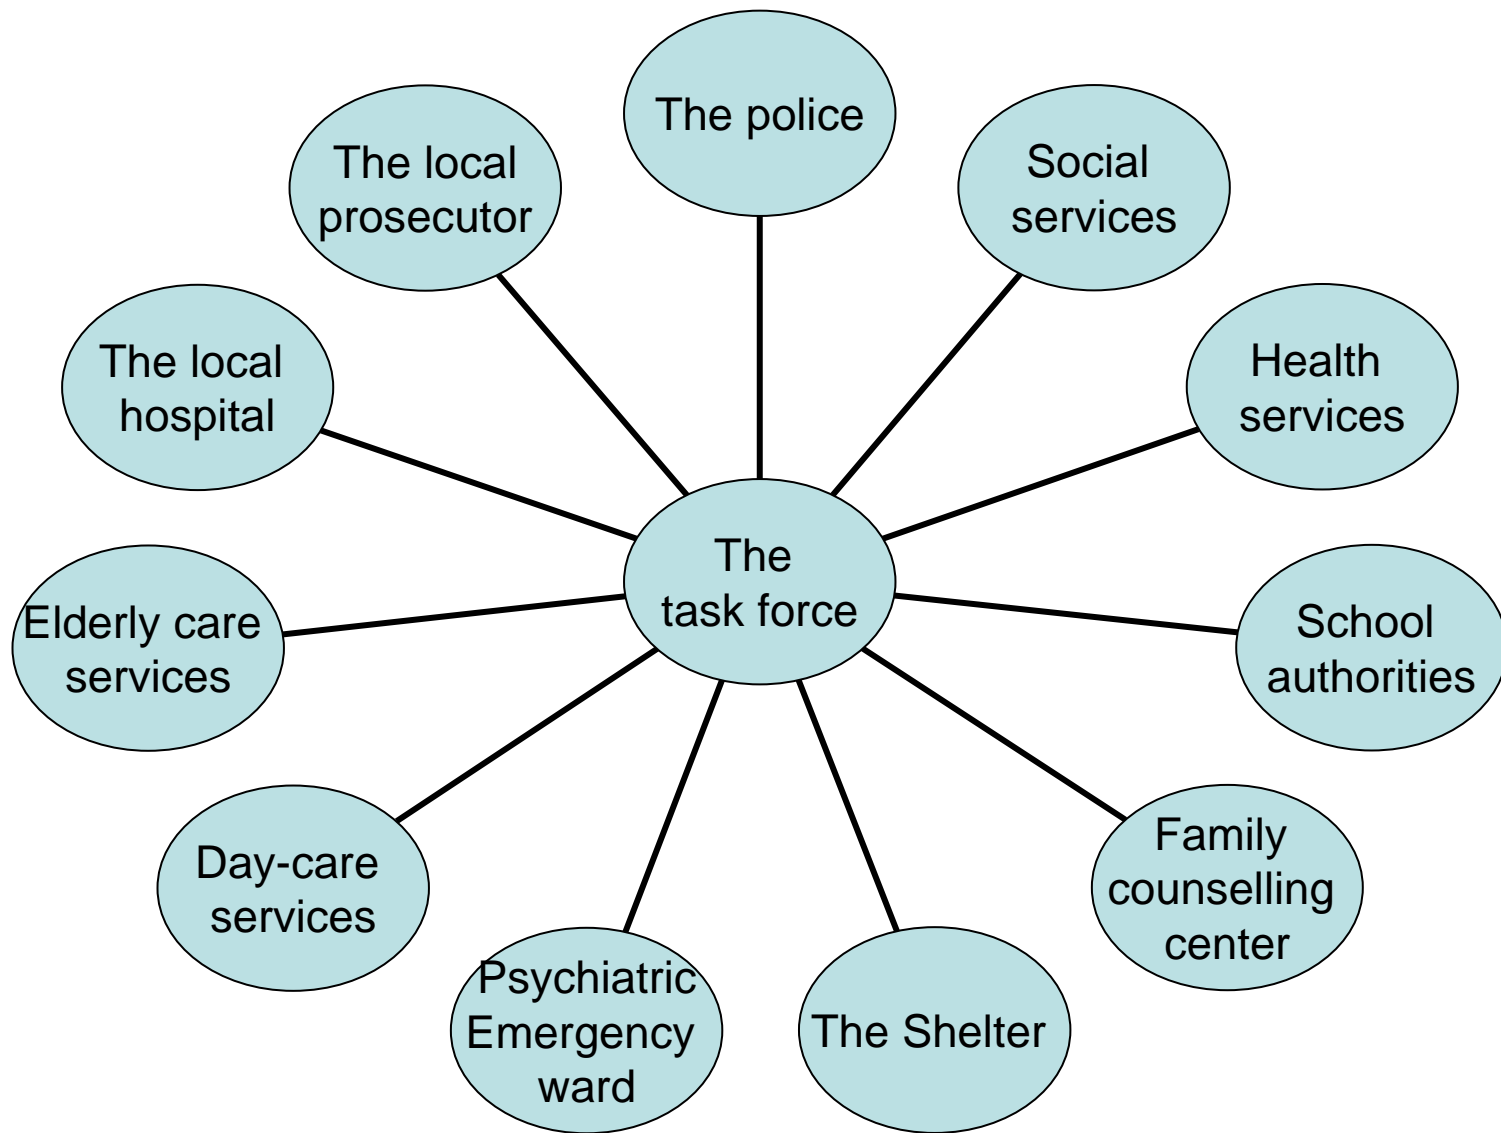 The police
The local
prosecutor
Social
services
The local
hospital
Health
services
The
task force
Elderly care
services
School
authorities
Day-care
services
Family
counselling
center
Psychiatric
Emergency
ward
The Shelter